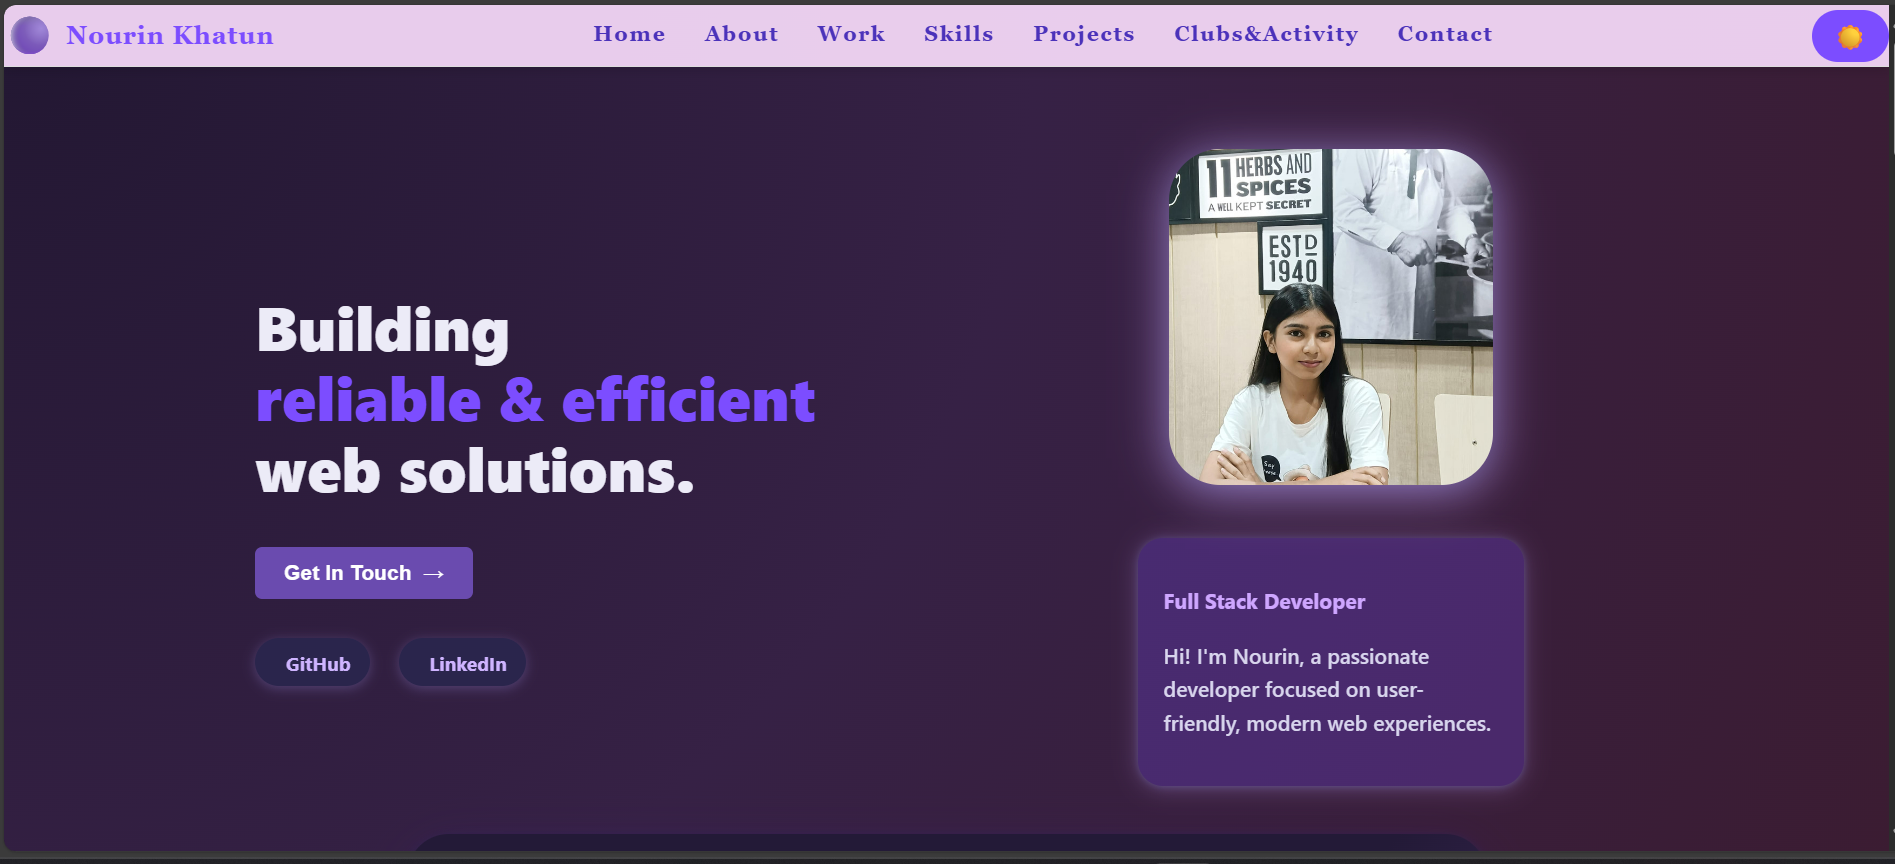 Nourin Khatun
Home About Work Skills Projects Clubs&Activity Contact
11 HERBS AND
SPICES
A WELL KEPT SECRET
ESTD
1940
Building
reliable & efficient
web solutions.
Get In Touch →
GitHub LinkedIn
Full Stack Developer
Hi! I'm Nourin, a passionate
developer focused on user-
friendly, modern web experiences.